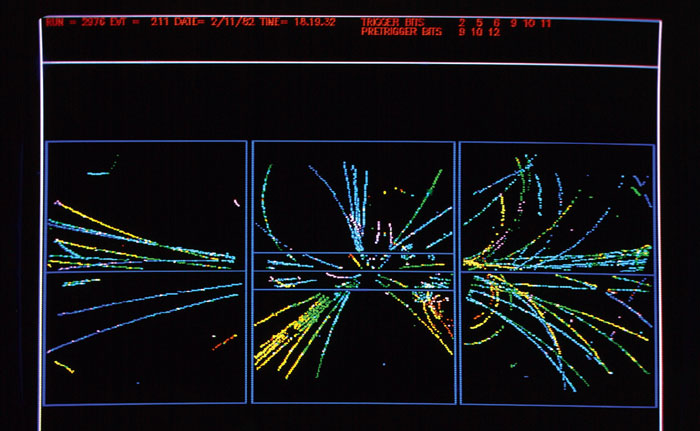 RUN = 2976 EVT = 211 DATE= 2/11/82 TIME= 18.19.32 TRIGGER BITS 2 5 6 9 10 11
PRETRIGGER BITS 9 10 12